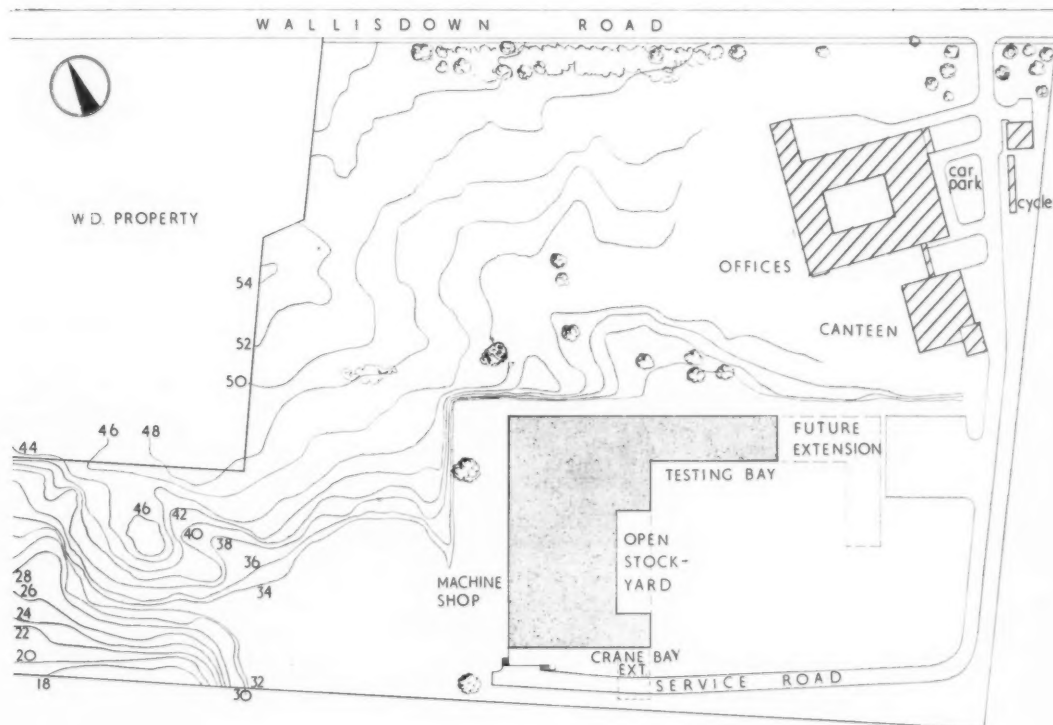 WALLISDOWN ROAD
W.D. PROPERTY
car
park
cycle
OFFICES
54
CANTEEN
52
50
44
46
48
FUTURE
EXTENSION
TESTING BAY
46
42
40
38
36
34
OPEN
STOCK-
YARD
MACHINE
SHOP
28
26
24
22
20
18
32
30
CRANE BAY
EXT.
SERVICE ROAD